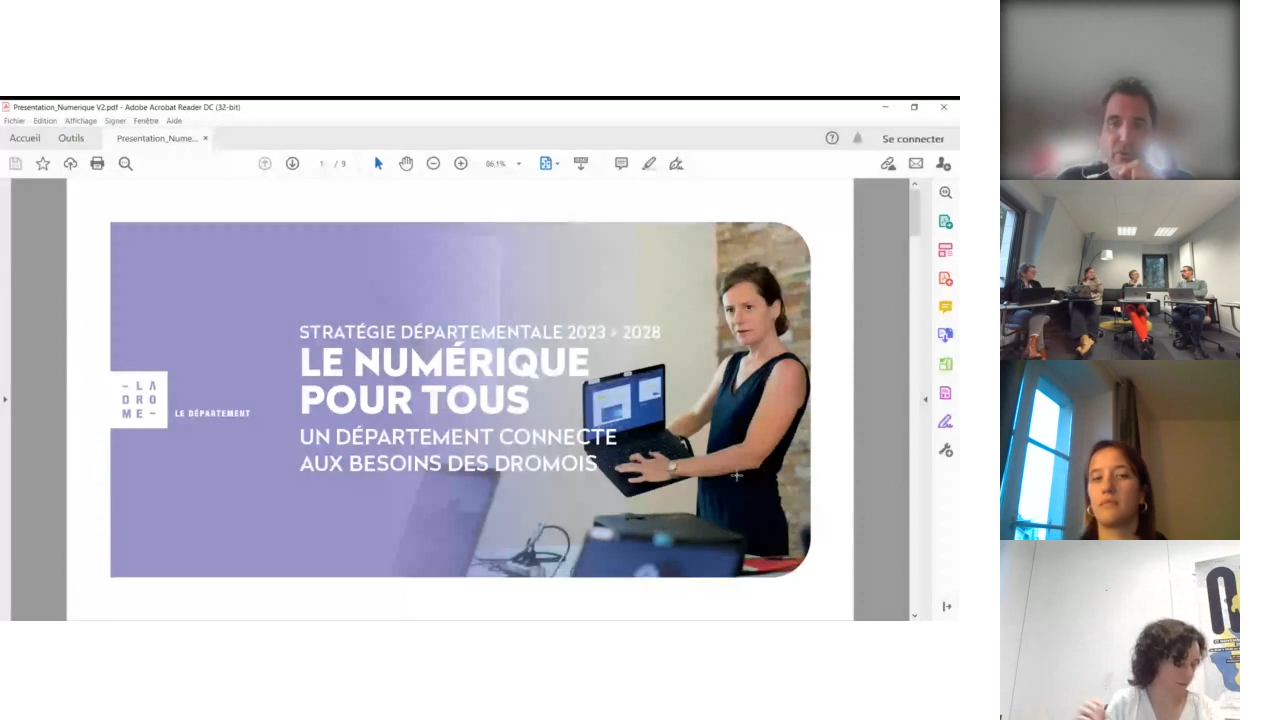 Presentation_Numerique V2.pdf - Adobe Acrobat Reader DC (32-bit)
Fichier Edition Affichage Signer Fenêtre Aide
Accueil Outils Presentation_Nume... × Se connecter
1 / 9 86,1%
STRATÉGIE DÉPARTEMENTALE 2023 > 2028
LE NUMÉRIQUE
POUR TOUS
UN DÉPARTEMENT CONNECTE
AUX BESOINS DES DROMOIS
– LA
DRO
ME –
LE DÉPARTEMENT